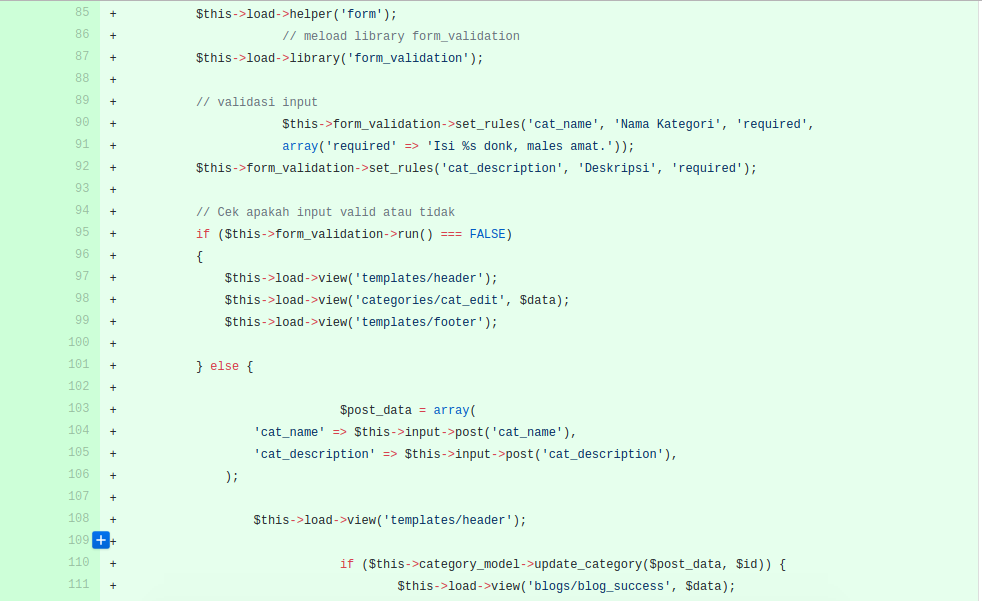 85 + $this->load->helper('form');
86 + // meload library form_validation
87 + $this->load->library('form_validation');
88 +
89 + // validasi input
90 + $this->form_validation->set_rules('cat_name', 'Nama Kategori', 'required',
91 + array('required' => 'Isi %s donk, males amat.'));
92 + $this->form_validation->set_rules('cat_description', 'Deskripsi', 'required');
93 +
94 + // Cek apakah input valid atau tidak
95 + if ($this->form_validation->run() === FALSE)
96 + {
97 + $this->load->view('templates/header');
98 + $this->load->view('categories/cat_edit', $data);
99 + $this->load->view('templates/footer');
100 +
101 + } else {
102 +
103 + $post_data = array(
104 + 'cat_name' => $this->input->post('cat_name'),
105 + 'cat_description' => $this->input->post('cat_description'),
106 + );
107 +
108 + $this->load->view('templates/header');
109 + +
110 + if ($this->category_model->update_category($post_data, $id)) {
111 + $this->load->view('blogs/blog_success', $data);